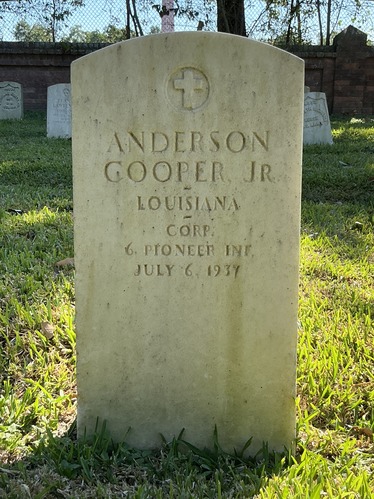 ANDERSON
COOPER JR
LOUISIANA
CORP.
6 PIONEER INF.
JULY 6, 1937